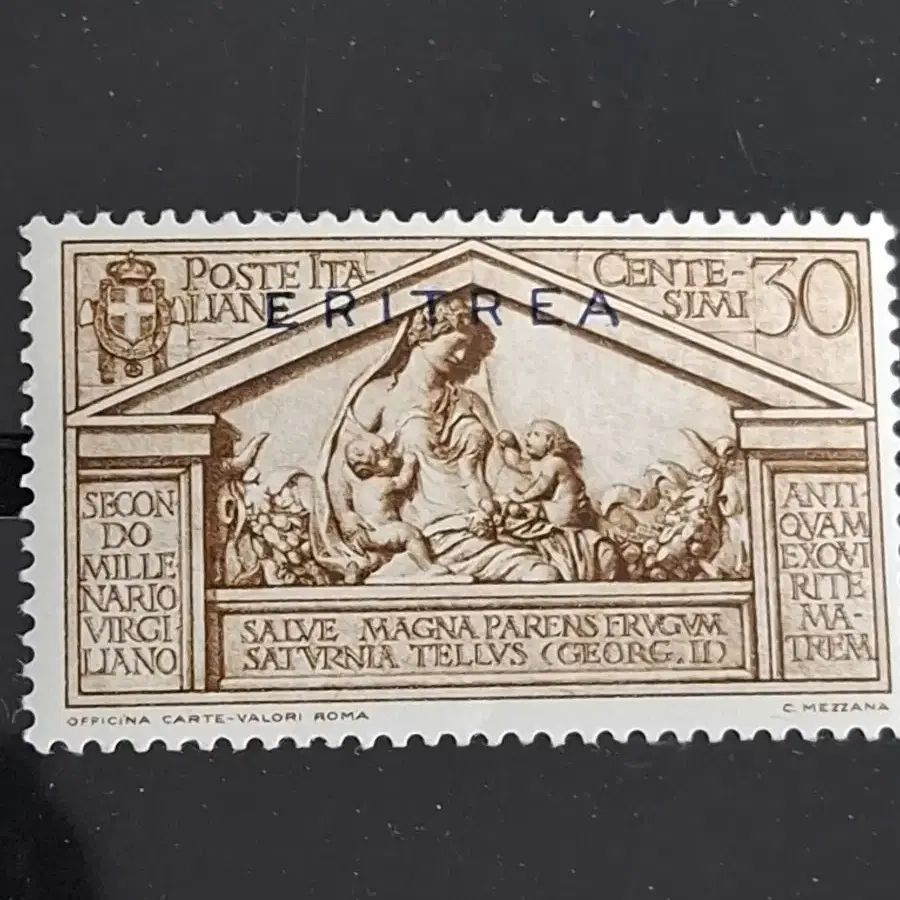 POSTE ITA-
LIANE
CENTE-
SIMI
30
ERITREA
SECON
DO
MILLE
NARIO
VIRGI
LIANO
SALVE MAGNA PARENS FRVGVM
SATVRNIA TELLVS (GEORG. II)
ANTI-
QVAM
EXQVI
RITE
MA-
TREM
OFFICINA CARTE-VALORI ROMA
C. MEZZANA